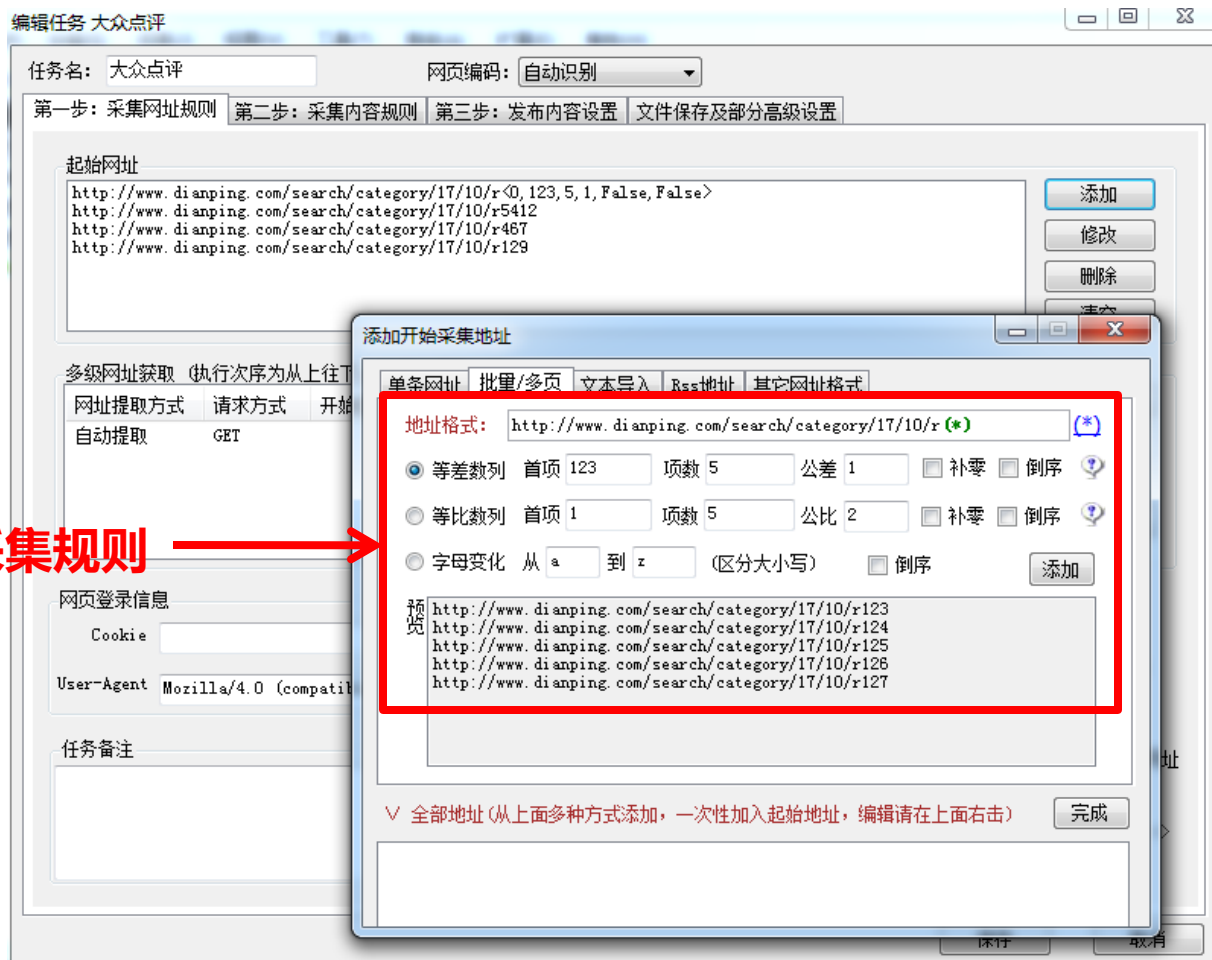 编辑任务 大众点评
任务名： 大众点评 网页编码： 自动识别
第一步：采集网址规则 第二步：采集内容规则 第三步：发布内容设置 文件保存及部分高级设置
起始网址
http://www.dianping.com/search/category/17/10/r<0,123,5,1,False,False>
http://www.dianping.com/search/category/17/10/r5412
http://www.dianping.com/search/category/17/10/r467
http://www.dianping.com/search/category/17/10/r129
添加
修改
删除
清空
多级网址获取 (执行次序为从上往下
网址提取方式 请求方式 开始
自动提取 GET
集规则
网页登录信息
Cookie
User-Agent Mozilla/4.0 (compatib
任务备注
添加开始采集地址
单条网址 批量/多页 文本导入 Rss地址 其它网址格式
地址格式： http://www.dianping.com/search/category/17/10/r(*) (*)
等差数列 首项 123 项数 5 公差 1 补零 倒序
等比数列 首项 1 项数 5 公比 2 补零 倒序
字母变化 从 a 到 z (区分大小写) 倒序 添加
预览
http://www.dianping.com/search/category/17/10/r123
http://www.dianping.com/search/category/17/10/r124
http://www.dianping.com/search/category/17/10/r125
http://www.dianping.com/search/category/17/10/r126
http://www.dianping.com/search/category/17/10/r127
∨ 全部地址(从上面多种方式添加，一次性加入起始地址，编辑请在上面右击) 完成
址
>
保存 取消